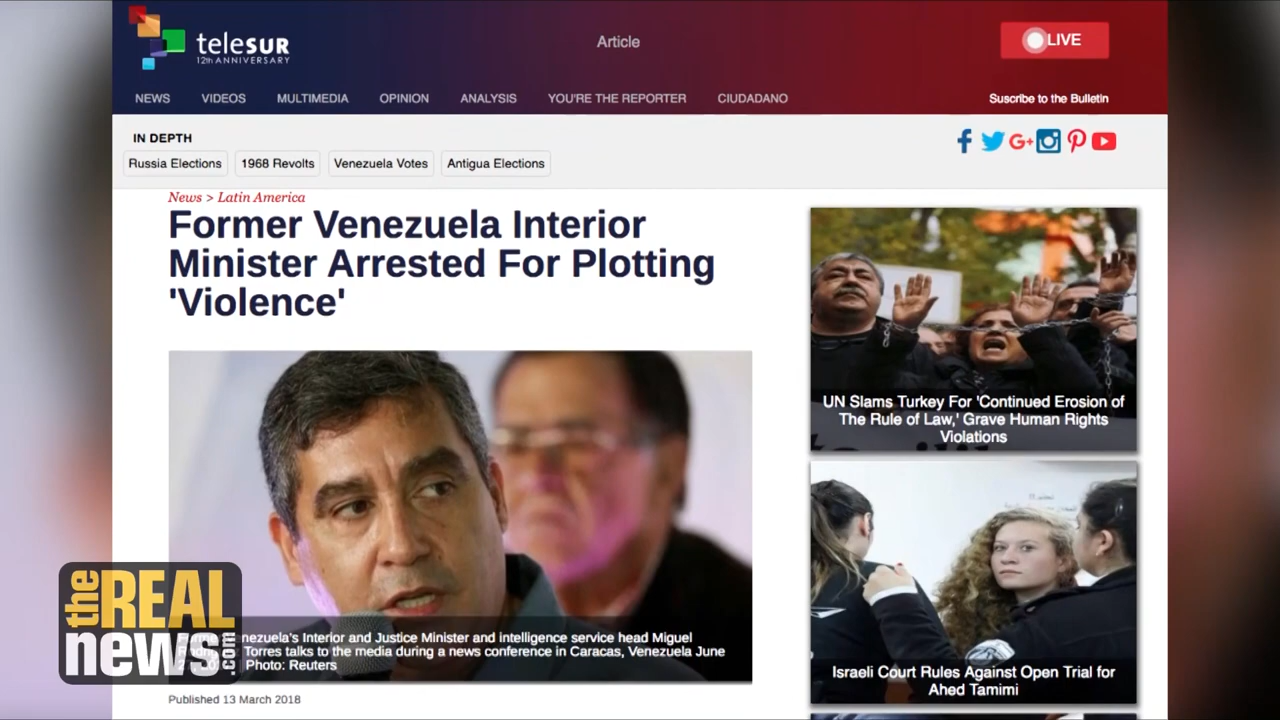 teleSUR
12th ANNIVERSARY
Article
LIVE
NEWS VIDEOS MULTIMEDIA OPINION ANALYSIS YOU'RE THE REPORTER CIUDADANO
Suscribe to the Bulletin
IN DEPTH
Russia Elections 1968 Revolts Venezuela Votes Antigua Elections
News > Latin America
Former Venezuela Interior
Minister Arrested For Plotting
'Violence'
nezuela's Interior and Justice Minister and intelligence service head Miguel
Torres talks to the media during a news conference in Caracas, Venezuela June
Photo: Reuters
Published 13 March 2018
UN Slams Turkey For 'Continued Erosion of
The Rule of Law,' Grave Human Rights
Violations
Israeli Court Rules Against Open Trial for
Ahed Tamimi
the REAL
news.com